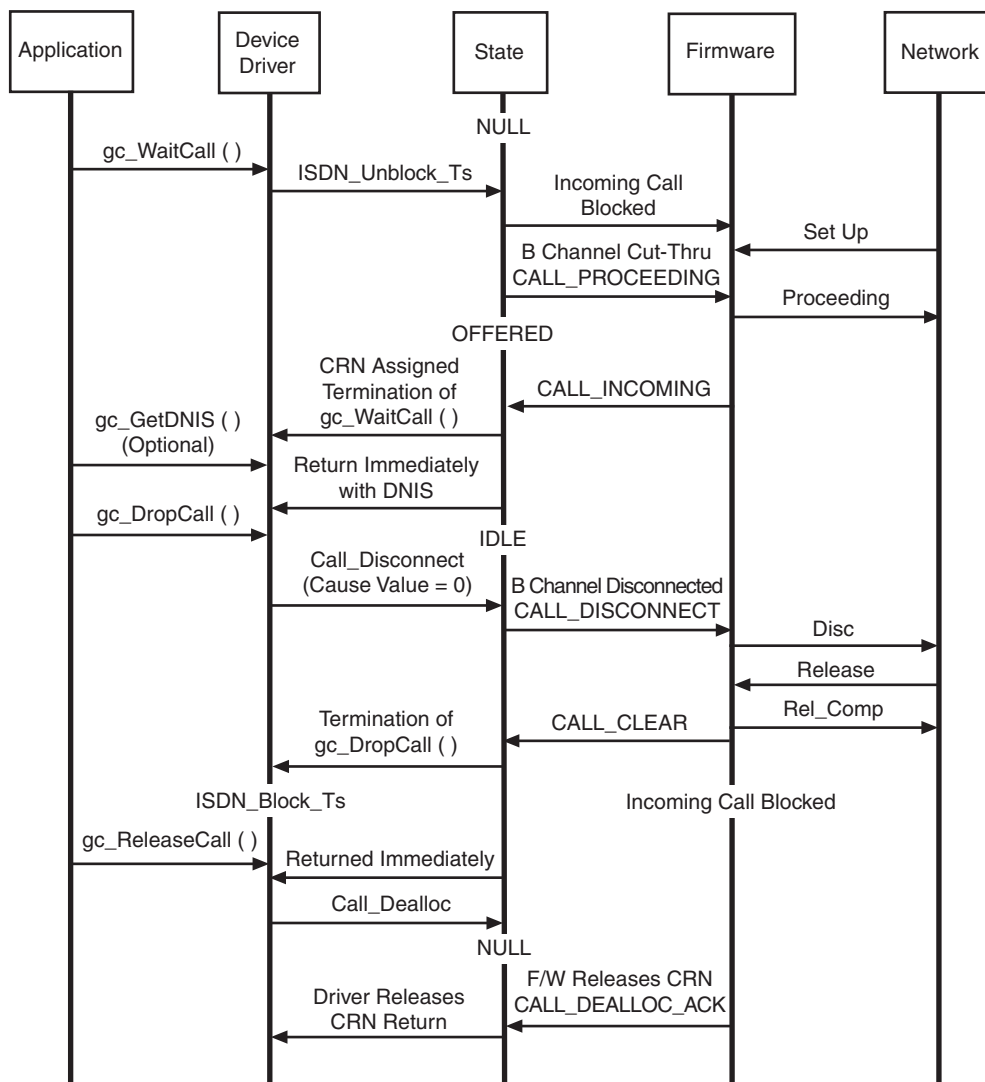 Application
Device
Driver
State
Firmware
Network
NULL
gc_WaitCall ( )
ISDN_Unblock_Ts
Incoming Call
Blocked
Set Up
B Channel Cut-Thru
CALL_PROCEEDING
Proceeding
OFFERED
CRN Assigned
Termination of
gc_WaitCall ( )
CALL_INCOMING
gc_GetDNIS ( )
(Optional)
Return Immediately
with DNIS
gc_DropCall ( )
IDLE
Call_Disconnect
(Cause Value = 0)
B Channel Disconnected
CALL_DISCONNECT
Disc
Release
Rel_Comp
Termination of
gc_DropCall ( )
CALL_CLEAR
ISDN_Block_Ts
Incoming Call Blocked
gc_ReleaseCall ( )
Returned Immediately
Call_Dealloc
NULL
F/W Releases CRN
CALL_DEALLOC_ACK
Driver Releases
CRN Return